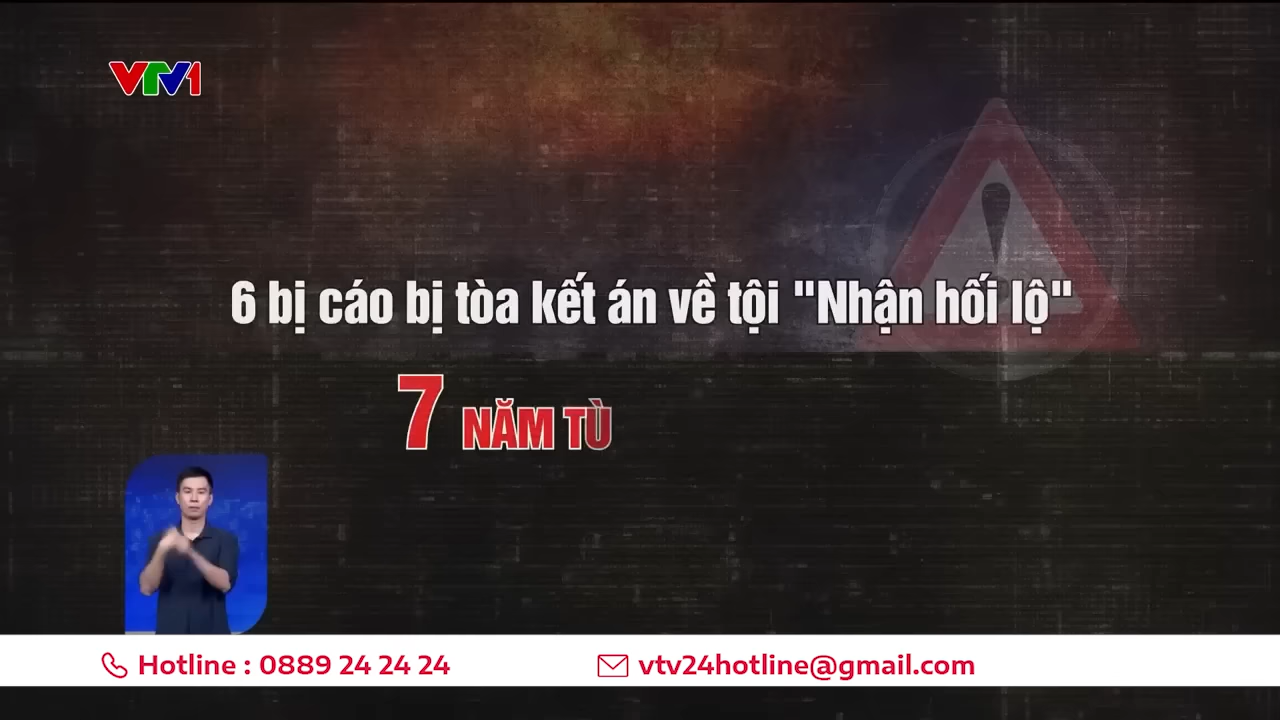 VTV1
6 bị cáo bị tòa kết án về tội "Nhận hối lộ"
7 NĂM TÙ
Hotline : 0889 24 24 24
vtv24hotline@gmail.com